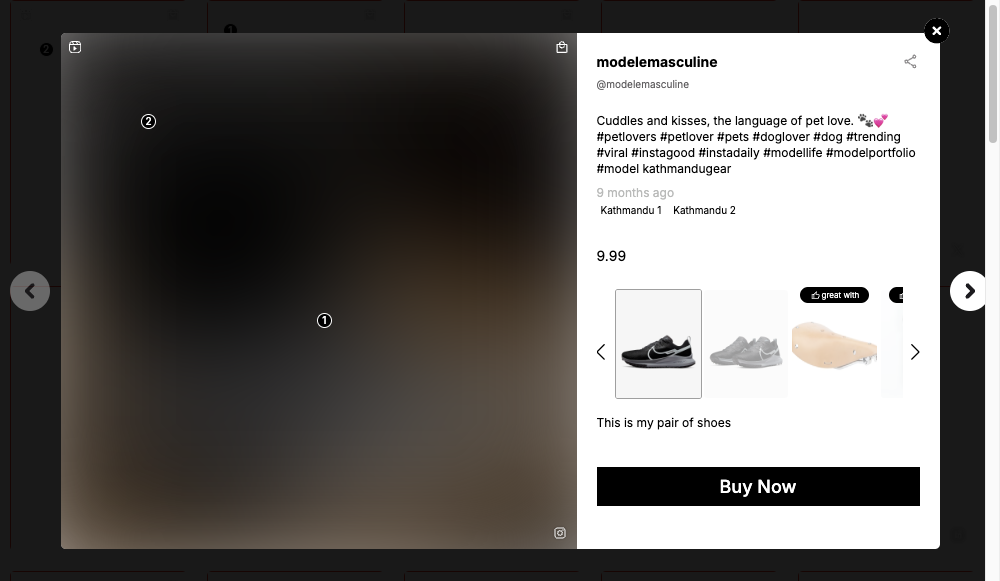 1
2
2
1
modelemasculine
@modelemasculine
Cuddles and kisses, the language of pet love. 🐾💕
#petlovers #petlover #pets #doglover #dog #trending
#viral #instagood #instadaily #modellife #modelportfolio
#model kathmandugear
9 months ago
Kathmandu 1 Kathmandu 2
9.99
great with
This is my pair of shoes
Buy Now